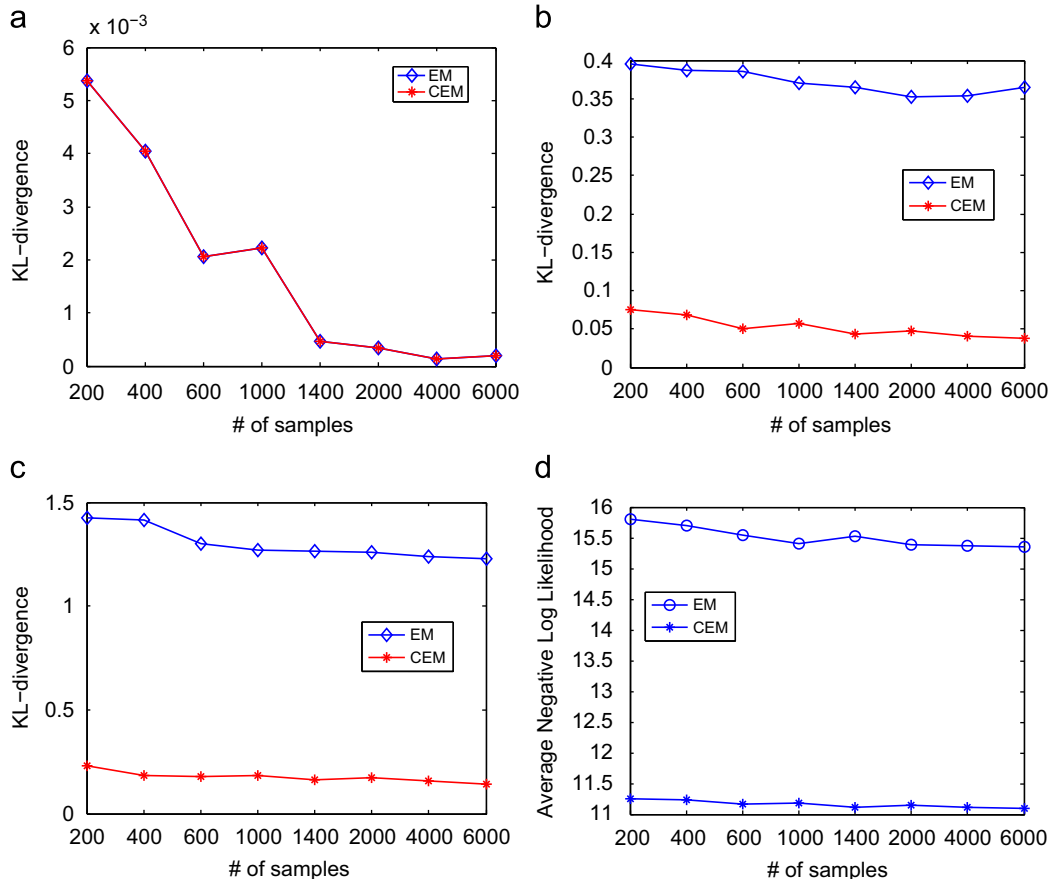 a
x 10⁻³
6
5
4
3
2
1
0
KL−divergence
EM
CEM
200 400 600 1000 1400 2000 4000 6000
# of samples
b
0.4
0.35
0.3
0.25
0.2
0.15
0.1
0.05
0
KL−divergence
EM
CEM
200 400 600 1000 1400 2000 4000 6000
# of samples
c
1.5
1
0.5
0
KL−divergence
EM
CEM
200 400 600 1000 1400 2000 4000 6000
# of samples
d
16
15.5
15
14.5
14
13.5
13
12.5
12
11.5
11
Average Negative Log Likelihood
EM
CEM
200 400 600 1000 1400 2000 4000 6000
# of samples